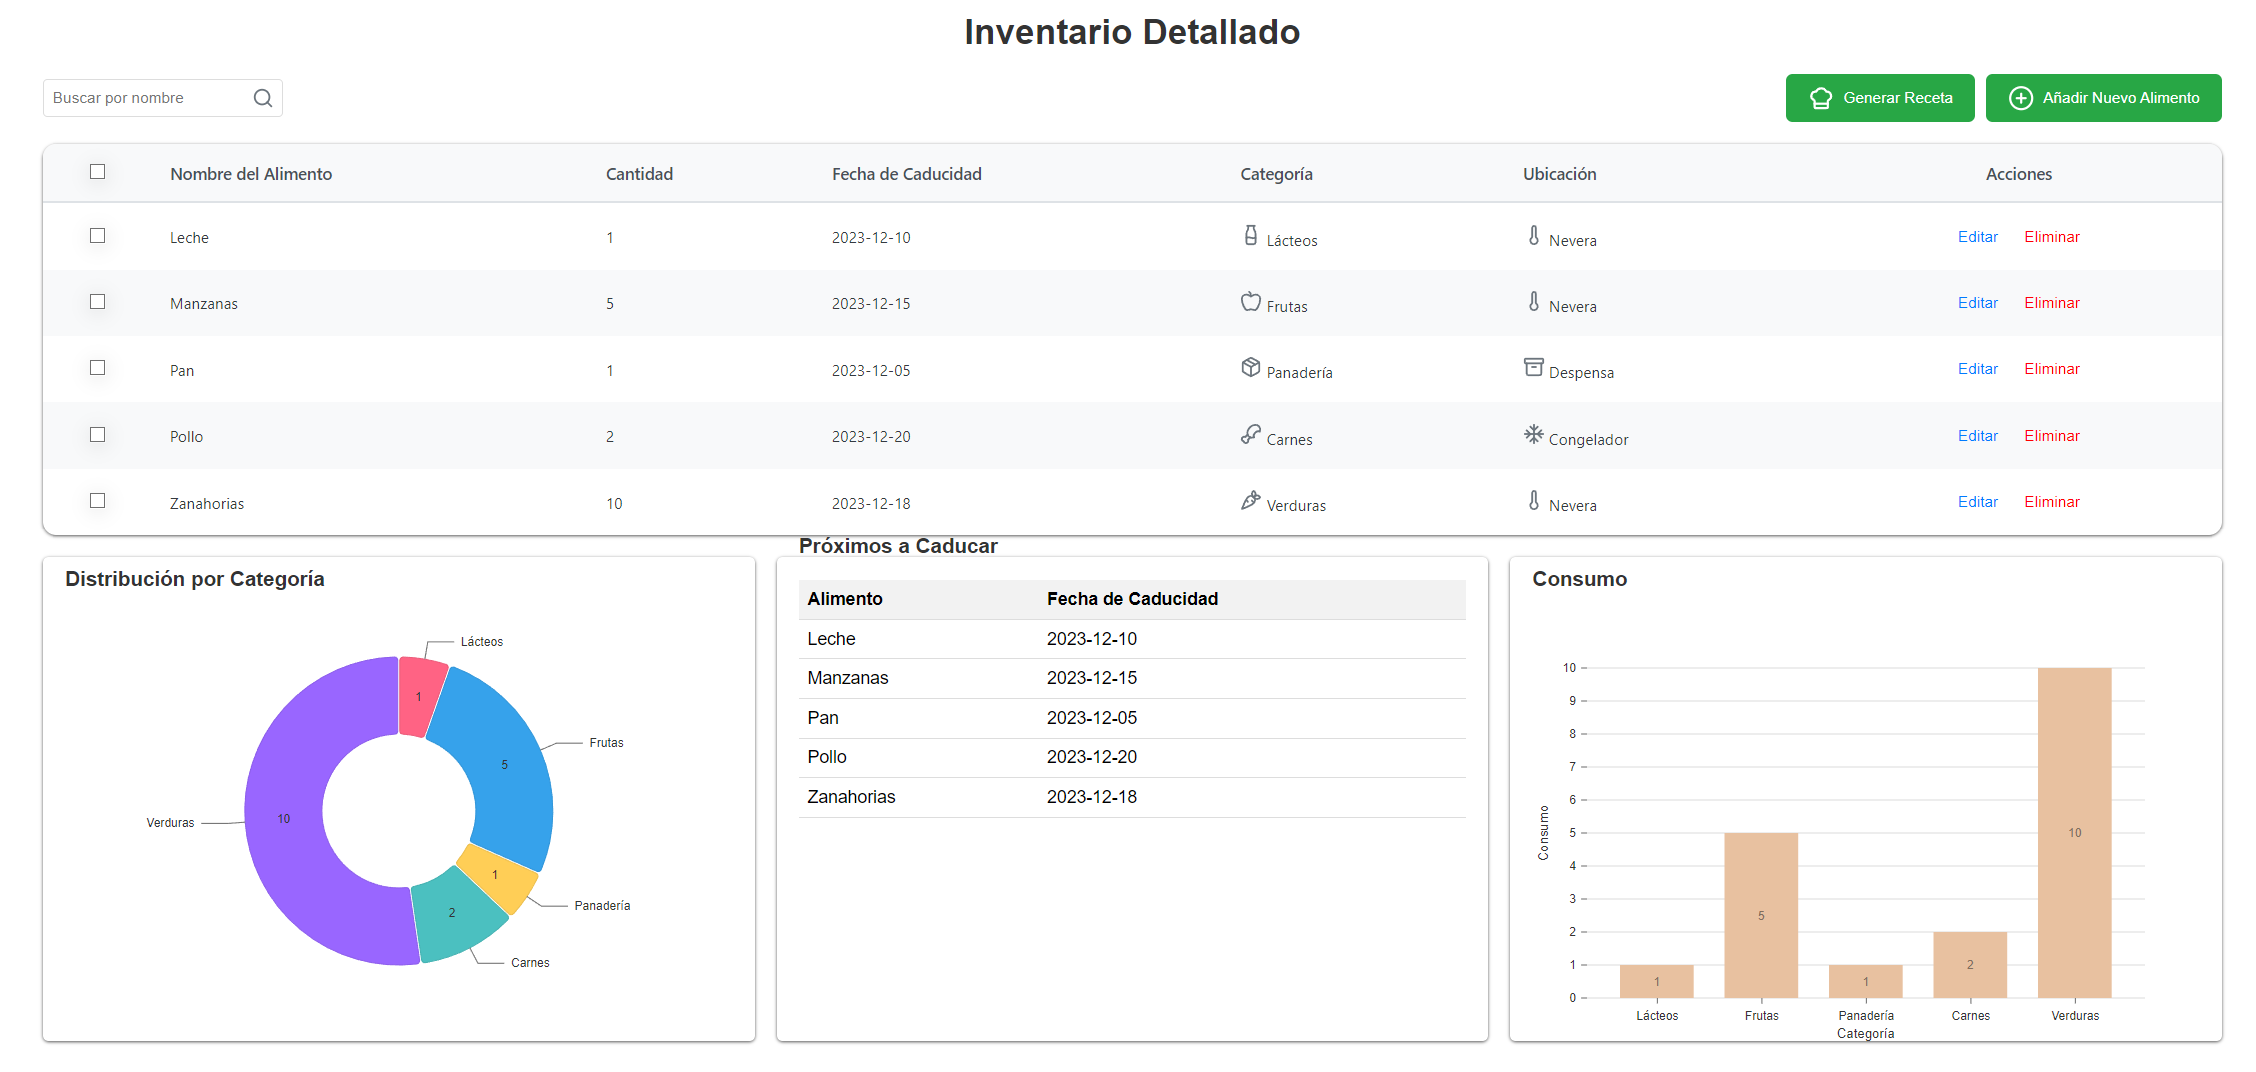 Inventario Detallado
Buscar por nombre
Generar Receta
Añadir Nuevo Alimento
Nombre del Alimento Cantidad Fecha de Caducidad Categoría Ubicación Acciones
Leche 1 2023-12-10 Lácteos Nevera Editar Eliminar
Manzanas 5 2023-12-15 Frutas Nevera Editar Eliminar
Pan 1 2023-12-05 Panadería Despensa Editar Eliminar
Pollo 2 2023-12-20 Carnes Congelador Editar Eliminar
Zanahorias 10 2023-12-18 Verduras Nevera Editar Eliminar
Distribución por Categoría
Lácteos
1
Frutas
5
Verduras
10
1
Panadería
2
Carnes
Próximos a Caducar
Alimento Fecha de Caducidad
Leche 2023-12-10
Manzanas 2023-12-15
Pan 2023-12-05
Pollo 2023-12-20
Zanahorias 2023-12-18
Consumo
10
9
8
7
6
5
4
3
2
1
0
Consumo
1
5
1
2
10
Lácteos Frutas Panadería Carnes Verduras
Categoría